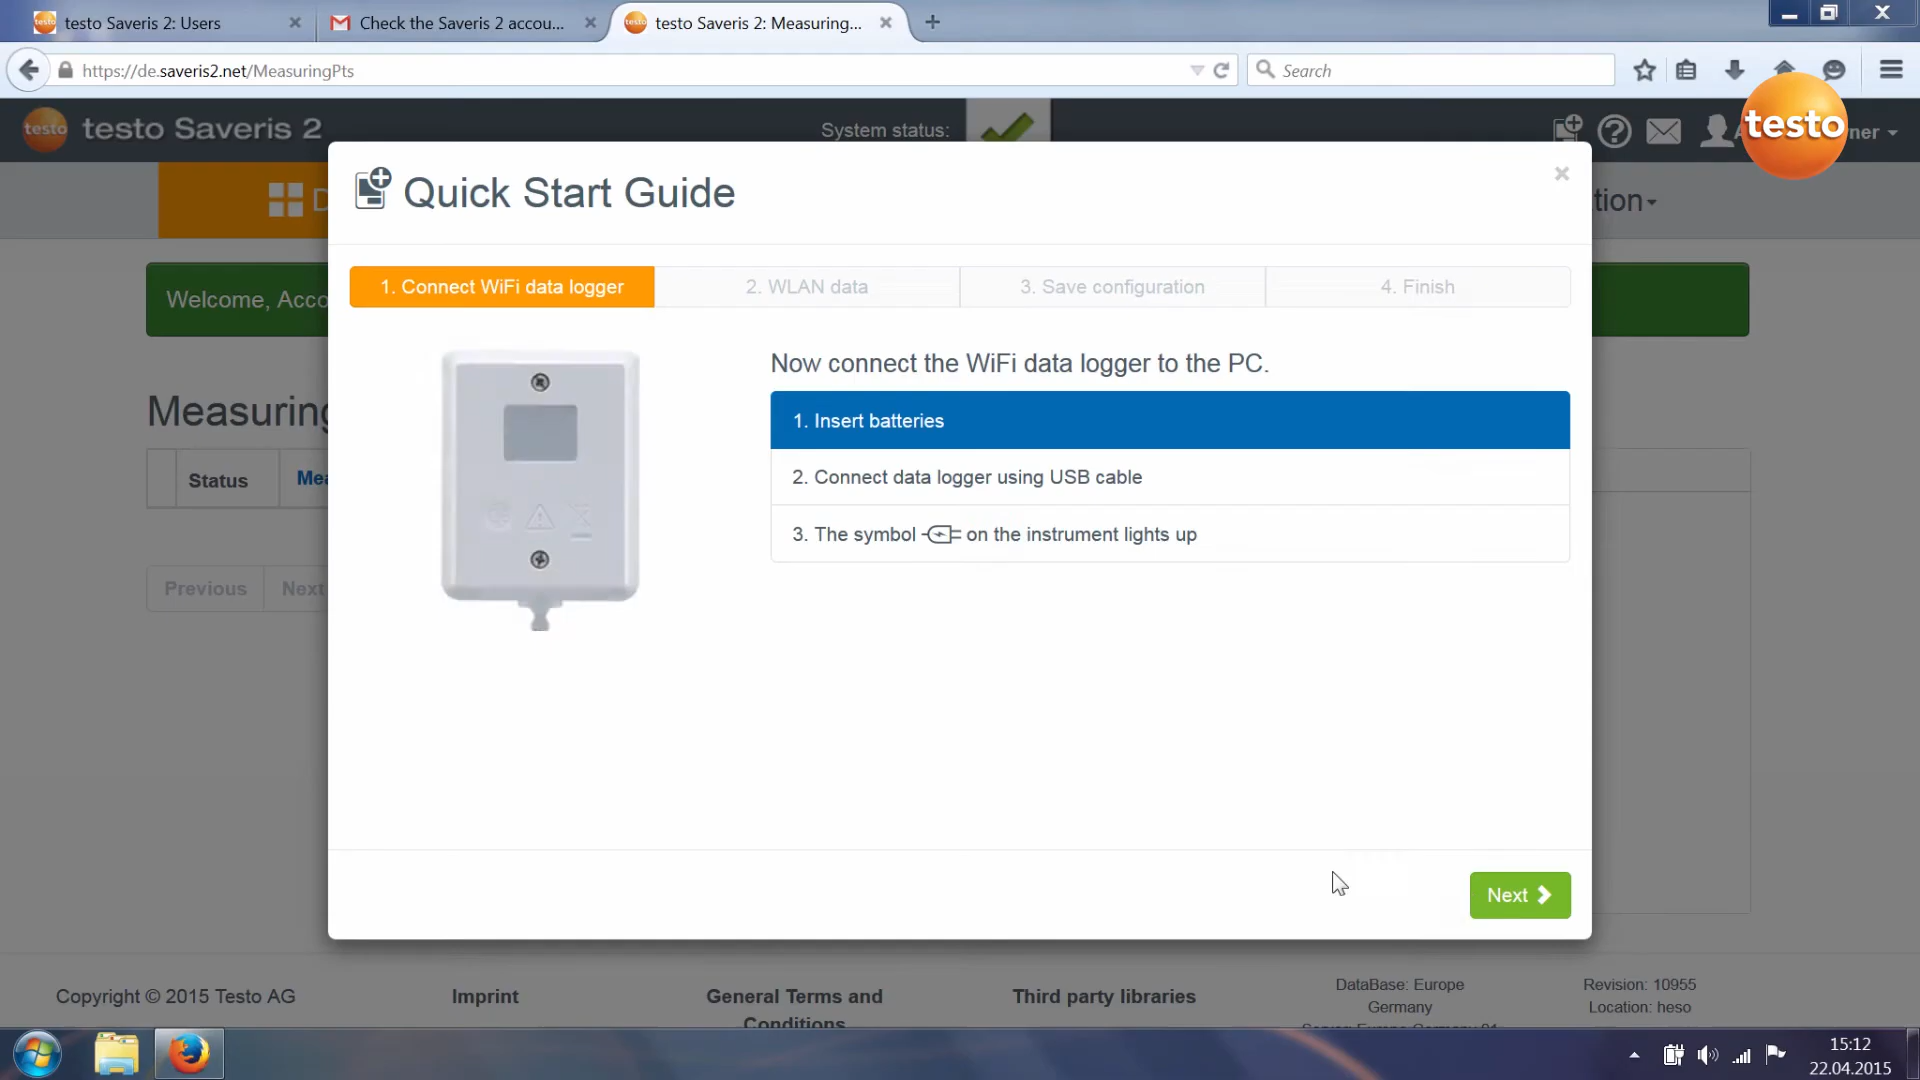 testo Saveris 2: Users
Check the Saveris 2 accou...
testo Saveris 2: Measuring...
https://de.saveris2.net/MeasuringPts
Search
testo
testo Saveris 2
System status:
testo
ner
D
tion
Quick Start Guide
1. Connect WiFi data logger
2. WLAN data
3. Save configuration
4. Finish
Welcome, Acco
Now connect the WiFi data logger to the PC.
1. Insert batteries
2. Connect data logger using USB cable
3. The symbol on the instrument lights up
Measuring
Status
Mea
Previous
Next
Next
Copyright © 2015 Testo AG
Imprint
General Terms and
Conditions
Third party libraries
DataBase: Europe
Germany
Revision: 10955
Location: heso
15:12
22.04.2015